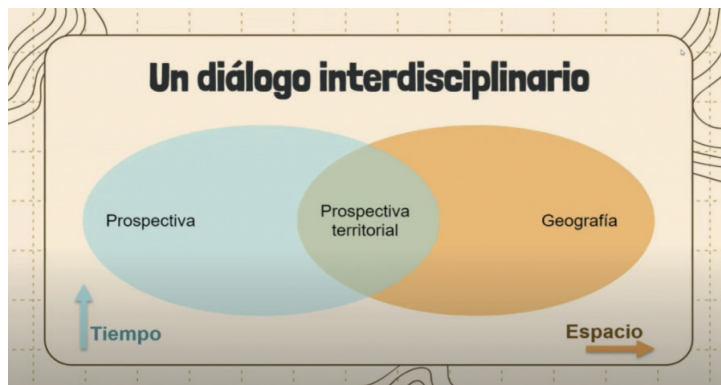 Un diálogo interdisciplinario
Prospectiva
Prospectiva
territorial
Geografía
Tiempo
Espacio